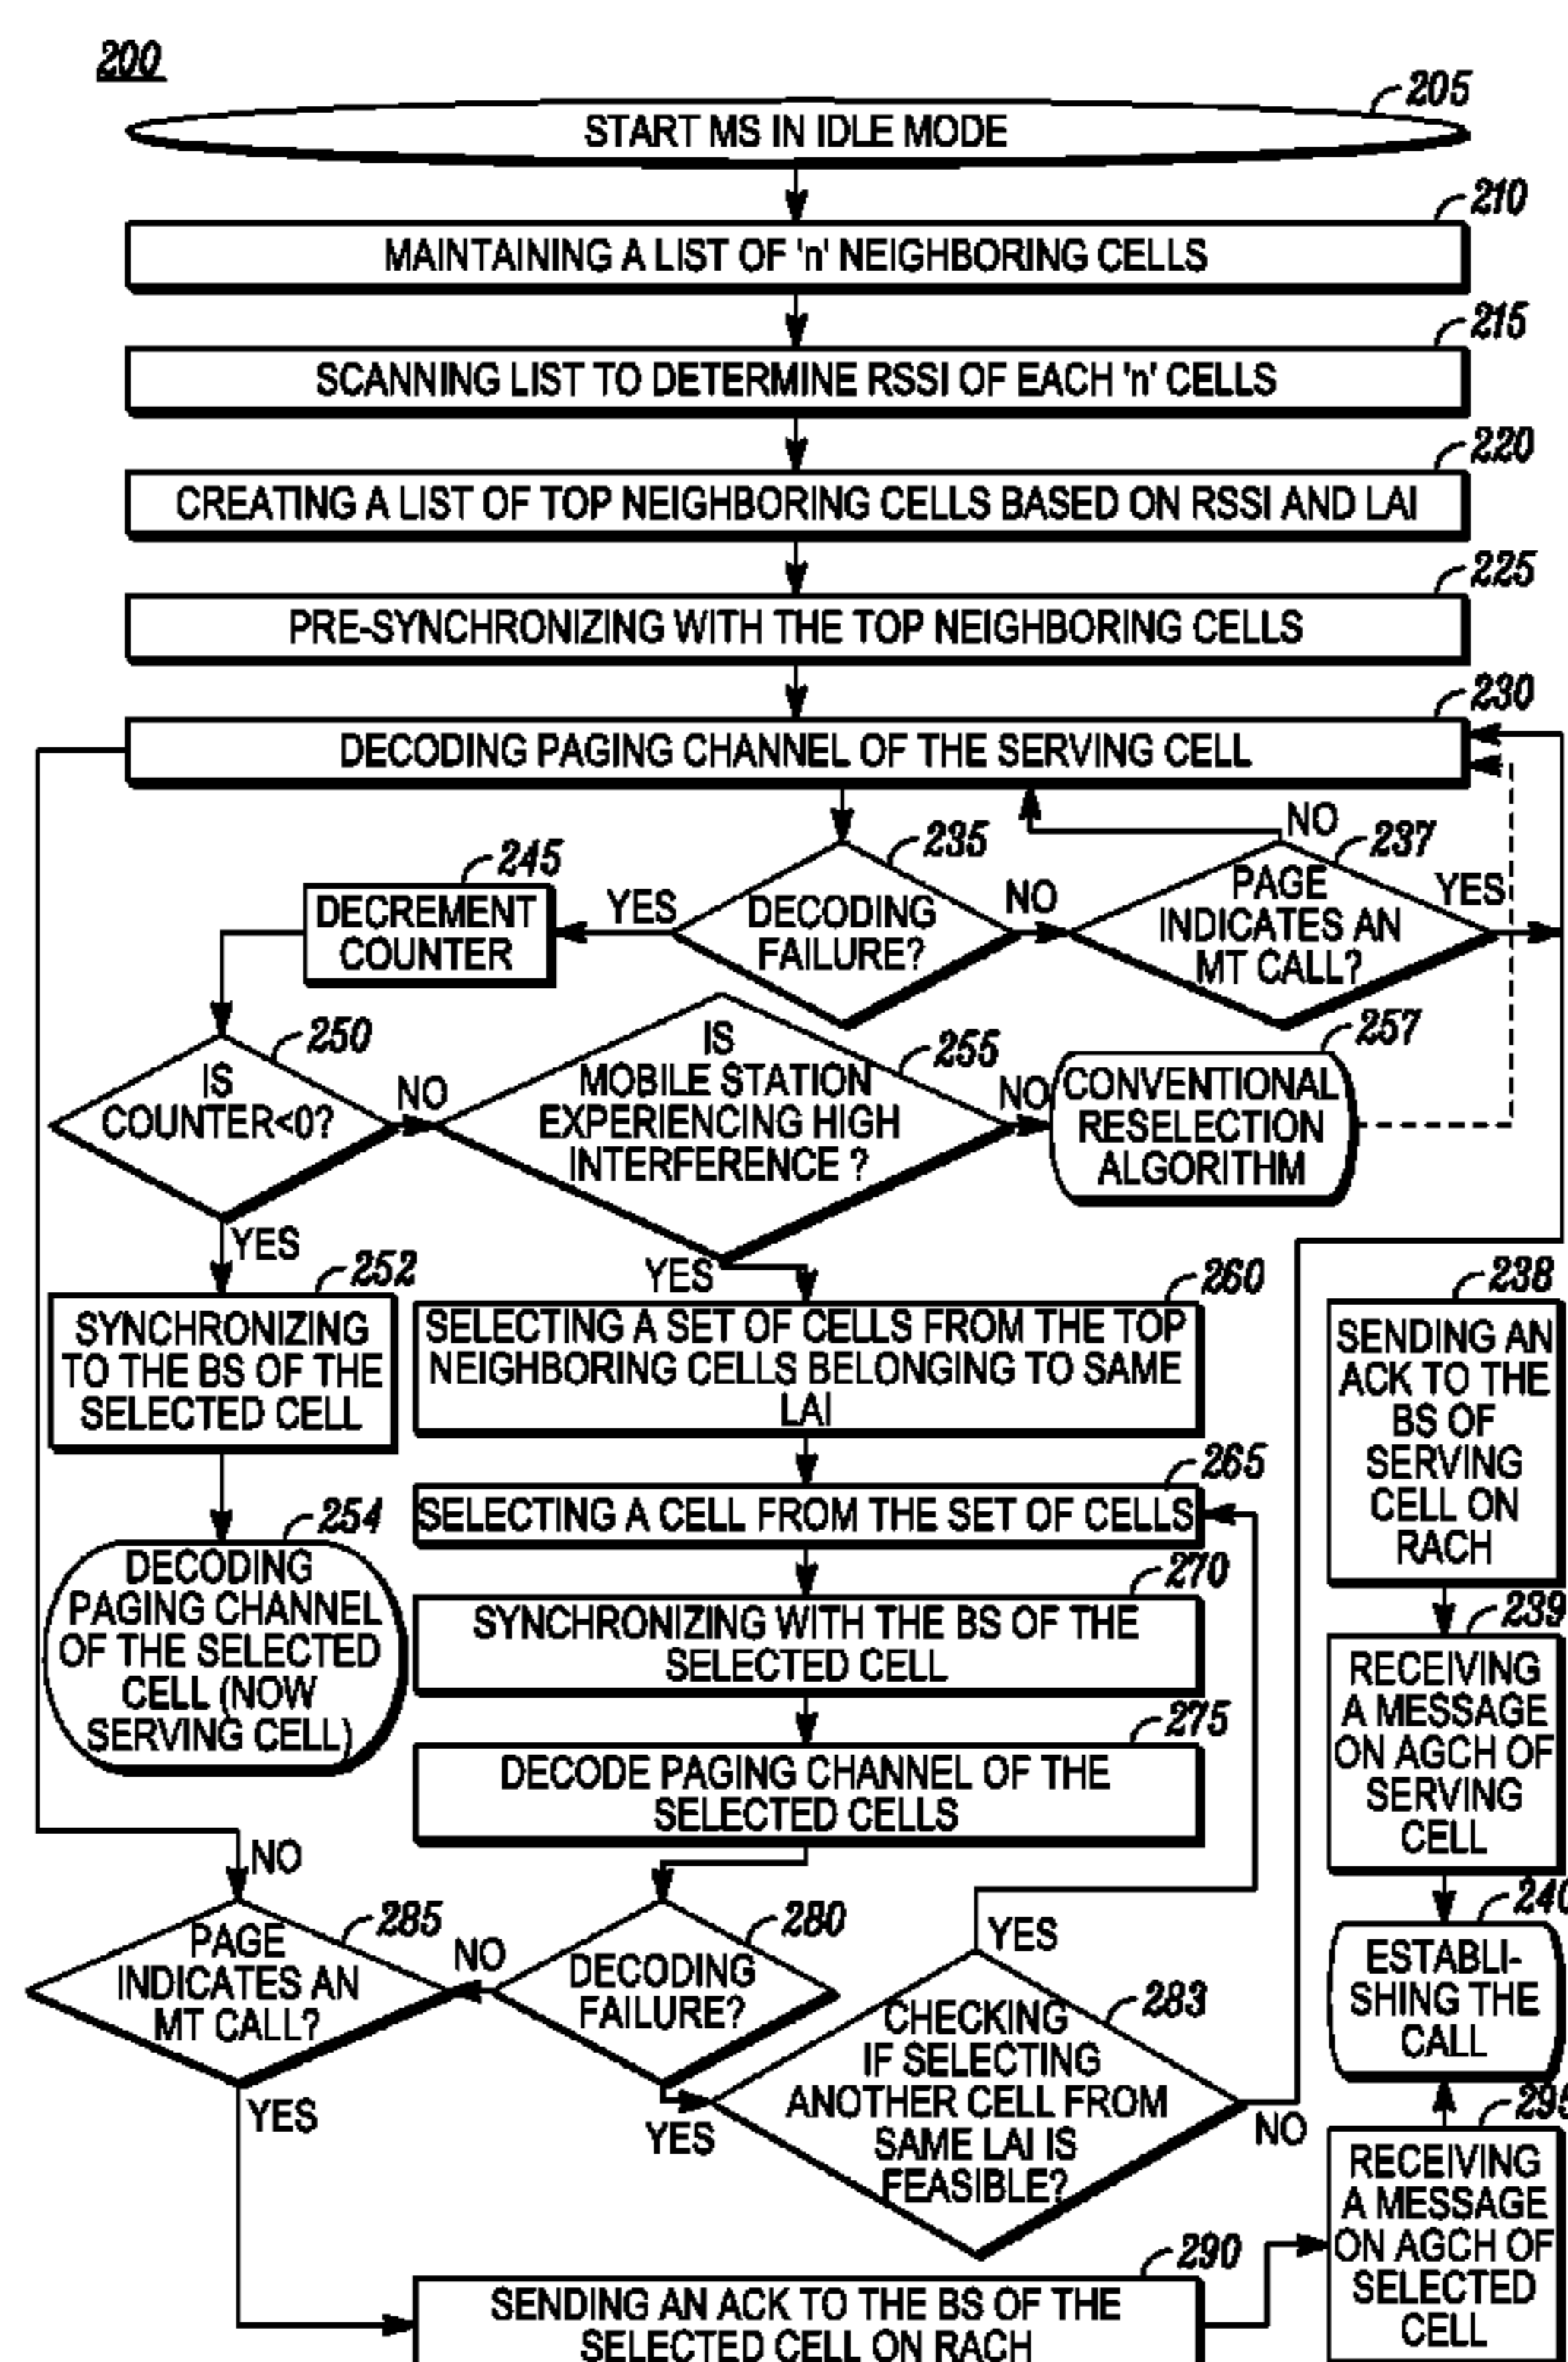 200
205
START MS IN IDLE MODE
210
MAINTAINING A LIST OF 'n' NEIGHBORING CELLS
215
SCANNING LIST TO DETERMINE RSSI OF EACH 'n' CELLS
220
CREATING A LIST OF TOP NEIGHBORING CELLS BASED ON RSSI AND LAI
225
PRE-SYNCHRONIZING WITH THE TOP NEIGHBORING CELLS
230
DECODING PAGING CHANNEL OF THE SERVING CELL
235
DECODING
FAILURE?
YES
NO
237
PAGE
INDICATES AN
MT CALL?
NO
YES
245
DECREMENT
COUNTER
250
IS
COUNTER<0?
NO
YES
255
IS
MOBILE STATION
EXPERIENCING HIGH
INTERFERENCE ?
NO
YES
257
CONVENTIONAL
RESELECTION
ALGORITHM
252
SYNCHRONIZING
TO THE BS OF THE
SELECTED CELL
254
DECODING
PAGING CHANNEL
OF THE SELECTED
CELL (NOW
SERVING CELL)
260
SELECTING A SET OF CELLS FROM THE TOP
NEIGHBORING CELLS BELONGING TO SAME
LAI
265
SELECTING A CELL FROM THE SET OF CELLS
270
SYNCHRONIZING WITH THE BS OF THE
SELECTED CELL
275
DECODE PAGING CHANNEL OF THE
SELECTED CELLS
238
SENDING AN
ACK TO THE
BS OF
SERVING
CELL ON
RACH
239
RECEIVING
A MESSAGE
ON AGCH OF
SERVING
CELL
240
ESTABLI-
SHING THE
CALL
280
DECODING
FAILURE?
NO
YES
283
CHECKING
IF SELECTING
ANOTHER CELL FROM
SAME LAI IS
FEASIBLE?
YES
NO
285
PAGE
INDICATES AN
MT CALL?
NO
YES
290
SENDING AN ACK TO THE BS OF THE
SELECTED CELL ON RACH
295
RECEIVING
A MESSAGE
ON AGCH OF
SELECTED
CELL